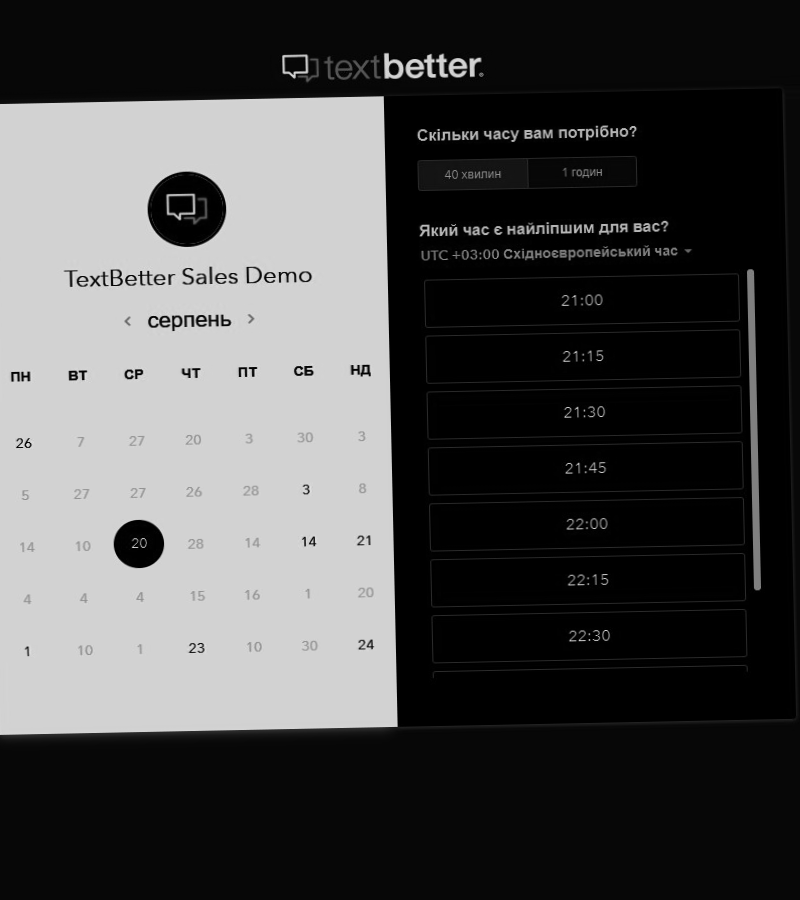 textbetter.
TextBetter Sales Demo
‹ серпень ›
ПН ВТ СР ЧТ ПТ СБ НД
26 7 27 20 3 30 3
5 27 27 26 28 3 8
14 10 20 28 14 14 21
4 4 4 15 16 1 20
1 10 1 23 10 30 24
Скільки часу вам потрібно?
40 хвилин 1 годин
Який час є найліпшим для вас?
UTC +03:00 Східноєвропейський час
21:00
21:15
21:30
21:45
22:00
22:15
22:30